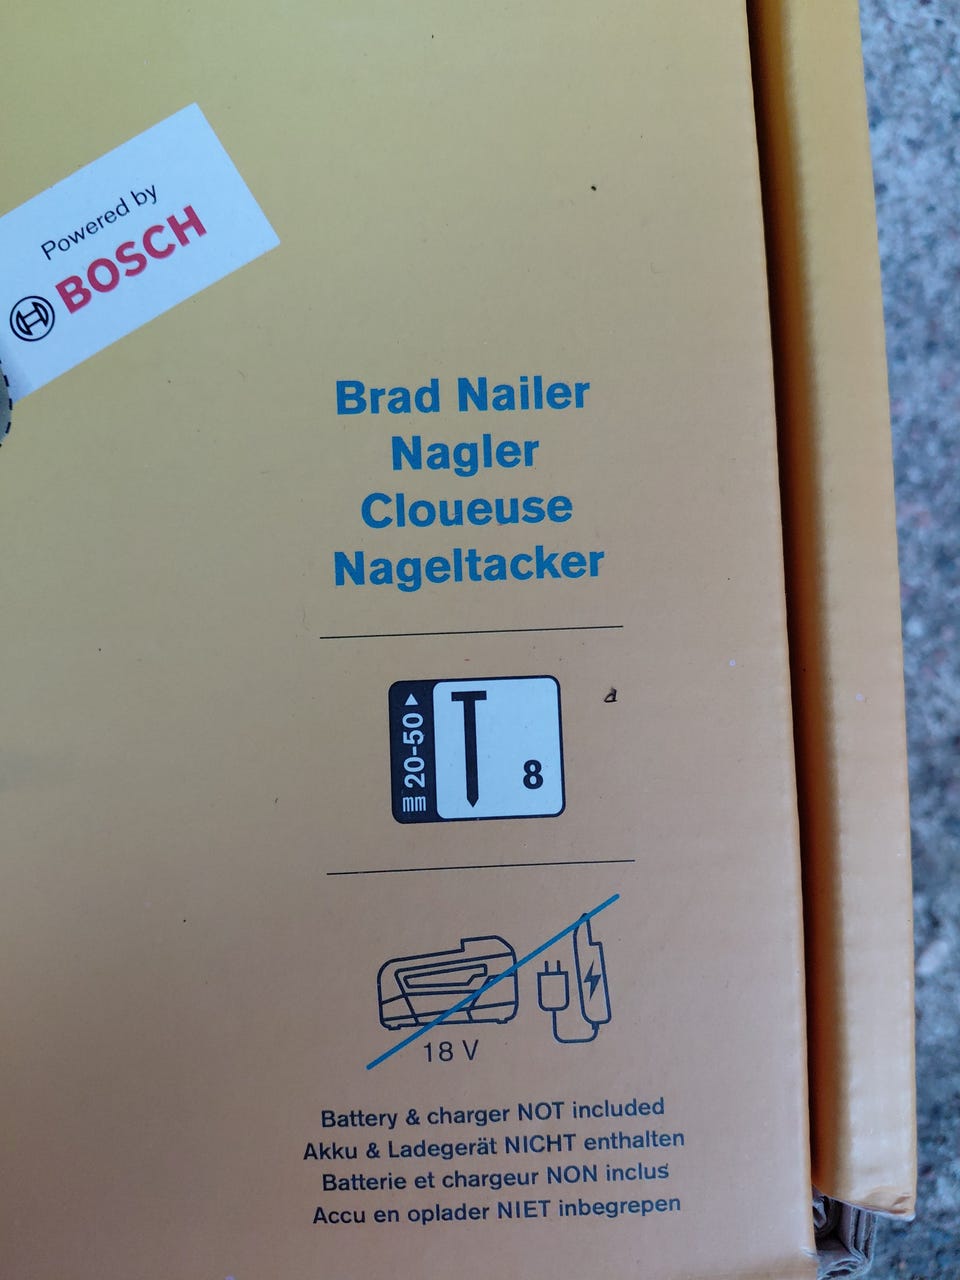 Powered by
BOSCH
Brad Nailer
Nagler
Cloueuse
Nageltacker
mm 20-50
8
18 V
Battery & charger NOT included
Akku & Ladegerät NICHT enthalten
Batterie et chargeur NON inclus
Accu en oplader NIET inbegrepen